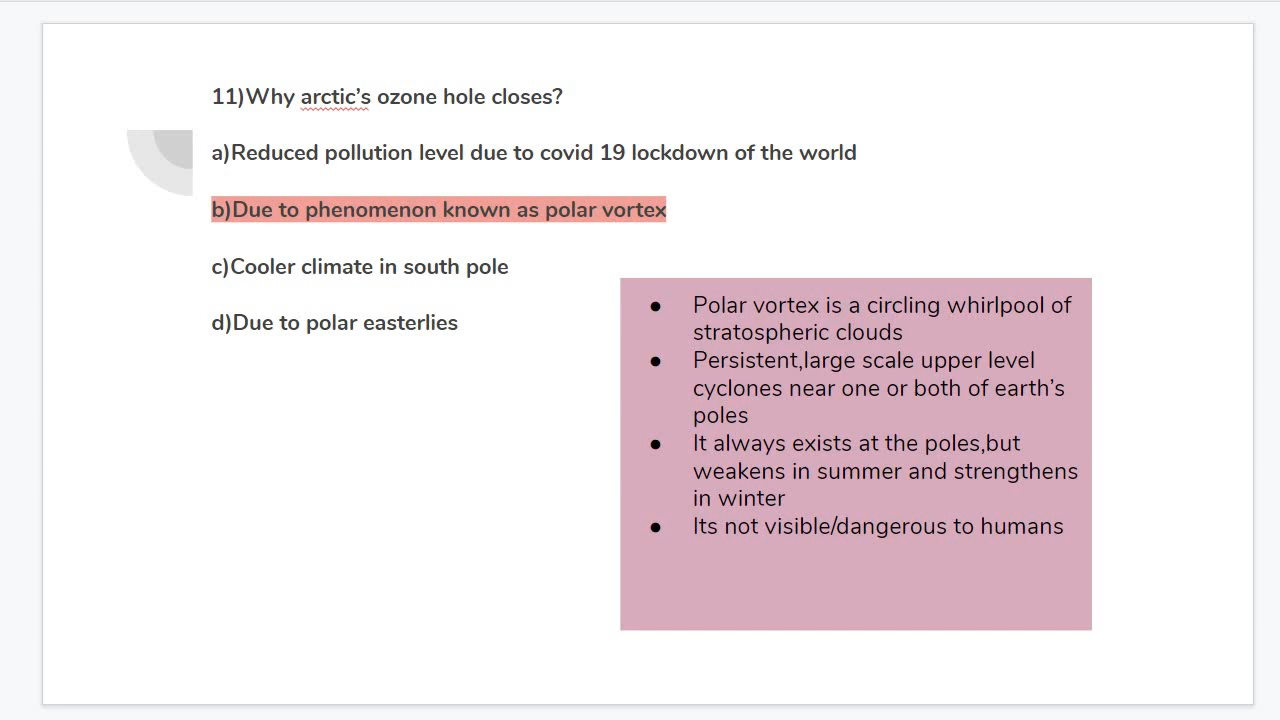 11)Why arctic’s ozone hole closes?
a)Reduced pollution level due to covid 19 lockdown of the world
b)Due to phenomenon known as polar vortex
c)Cooler climate in south pole
d)Due to polar easterlies
● Polar vortex is a circling whirlpool of
stratospheric clouds
● Persistent,large scale upper level
cyclones near one or both of earth’s
poles
● It always exists at the poles,but
weakens in summer and strengthens
in winter
● Its not visible/dangerous to humans